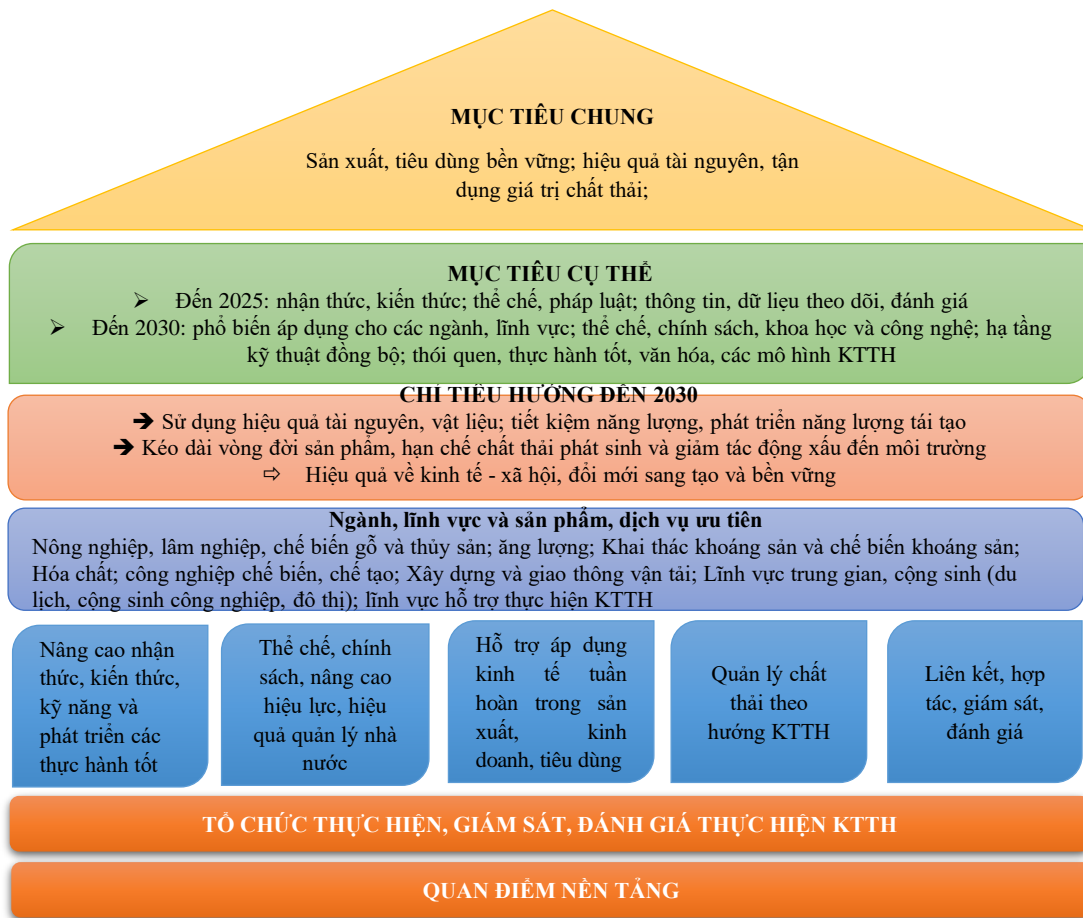 MỤC TIÊU CHUNG
Sản xuất, tiêu dùng bền vững; hiệu quả tài nguyên, tận
dụng giá trị chất thải;
MỤC TIÊU CỤ THỂ
➢ Đến 2025: nhận thức, kiến thức; thể chế, pháp luật; thông tin, dữ liệu theo dõi, đánh giá
➢ Đến 2030: phổ biến áp dụng cho các ngành, lĩnh vực; thể chế, chính sách, khoa học và công nghệ; hạ tầng
kỹ thuật đồng bộ; thói quen, thực hành tốt, văn hóa, các mô hình KTTH
CHỈ TIÊU HƯỚNG ĐẾN 2030
➔ Sử dụng hiệu quả tài nguyên, vật liệu; tiết kiệm năng lượng, phát triển năng lượng tái tạo
➔ Kéo dài vòng đời sản phẩm, hạn chế chất thải phát sinh và giảm tác động xấu đến môi trường
⇨ Hiệu quả về kinh tế - xã hội, đổi mới sang tạo và bền vững
Ngành, lĩnh vực và sản phẩm, dịch vụ ưu tiên
Nông nghiệp, lâm nghiệp, chế biến gỗ và thủy sản; ăng lượng; Khai thác khoáng sản và chế biến khoáng sản;
Hóa chất; công nghiệp chế biến, chế tạo; Xây dựng và giao thông vận tải; Lĩnh vực trung gian, cộng sinh (du
lịch, cộng sinh công nghiệp, đô thị); lĩnh vực hỗ trợ thực hiện KTTH
Nâng cao nhận
thức, kiến thức,
kỹ năng và
phát triển các
thực hành tốt
Thể chế, chính
sách, nâng cao
hiệu lực, hiệu
quả quản lý nhà
nước
Hỗ trợ áp dụng
kinh tế tuần
hoàn trong sản
xuất, kinh
doanh, tiêu dùng
Quản lý chất
thải theo
hướng KTTH
Liên kết, hợp
tác, giám sát,
đánh giá
TỔ CHỨC THỰC HIỆN, GIÁM SÁT, ĐÁNH GIÁ THỰC HIỆN KTTH
QUAN ĐIỂM NỀN TẢNG